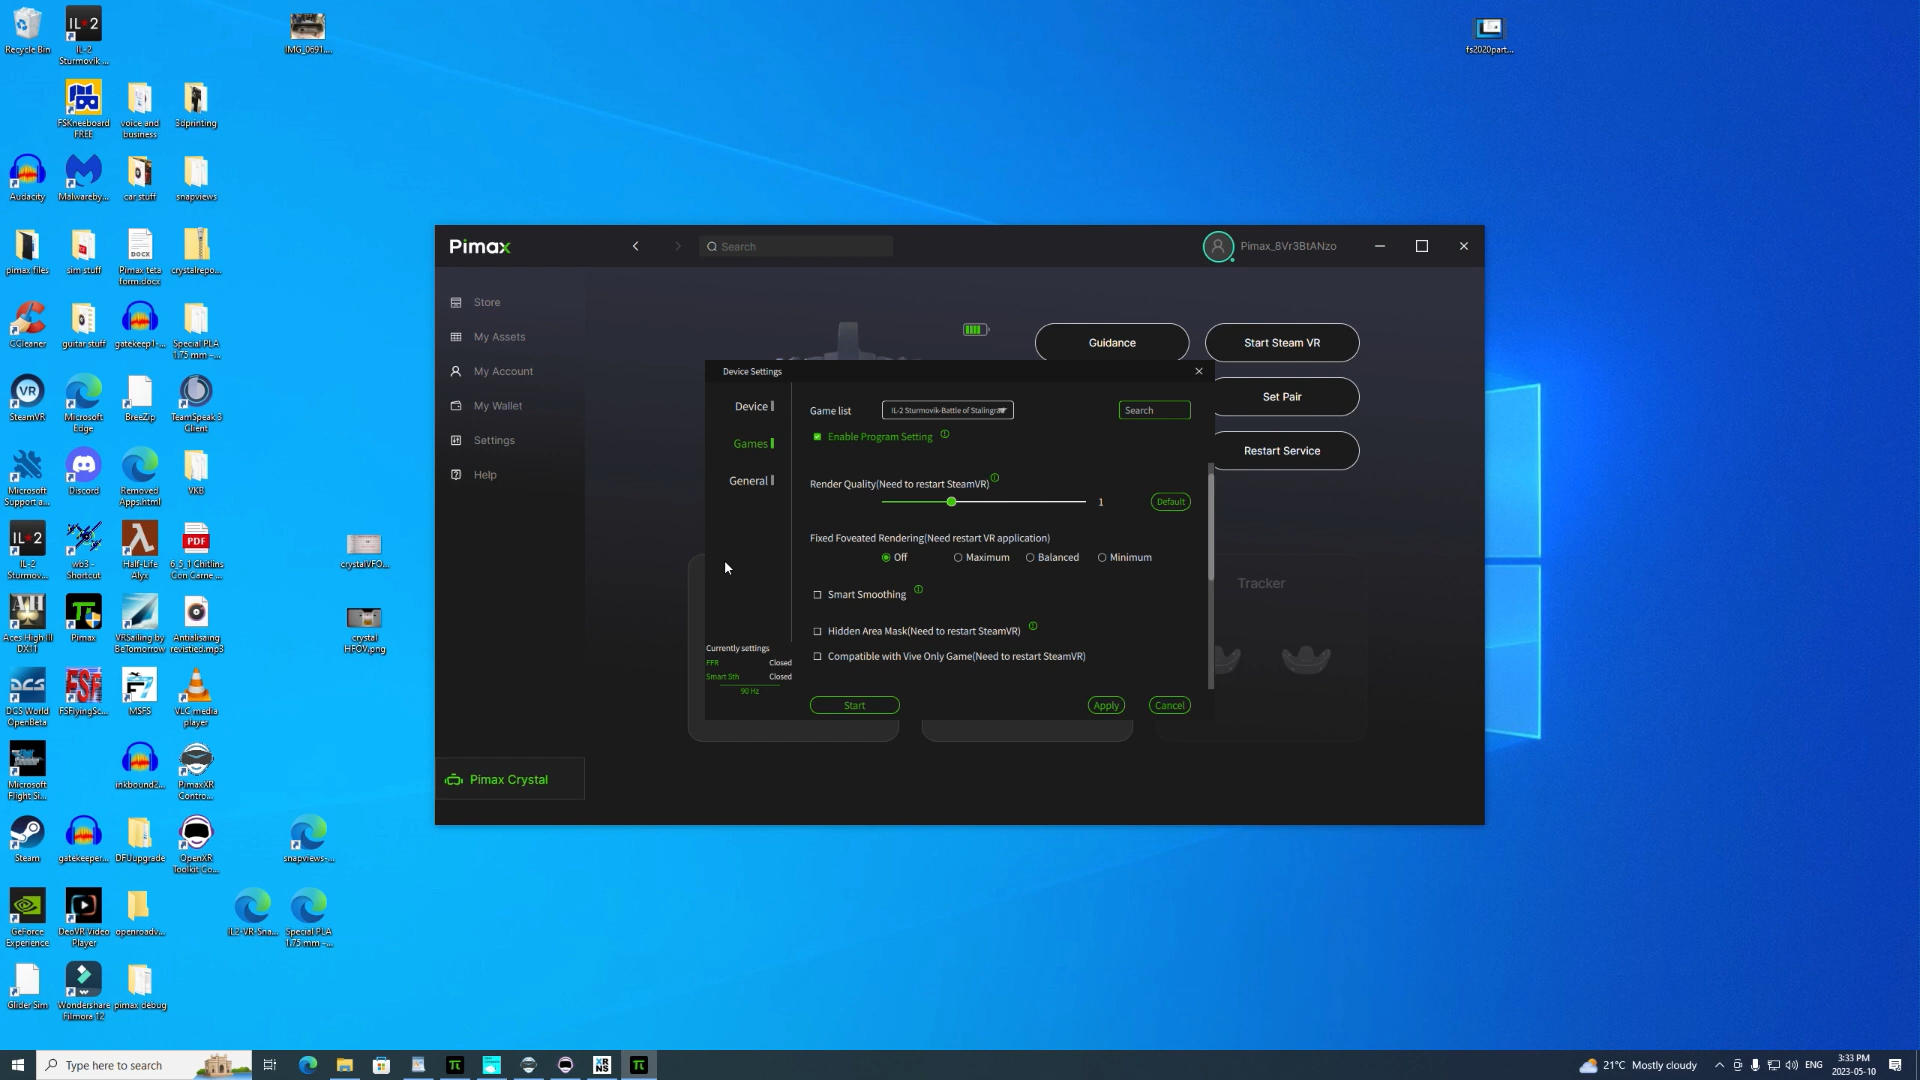 Recycle Bin
IL-2
Sturmovik ...
IMG_0691....
fs2020part...
FSKneeboard
FREE
voice and
business
3dprinting
Audacity
Malwareby...
car stuff
snapviews
pimax files
sim stuff
Pimax teta
form.docx
crystalrepo...
CCleaner
guitar stuff
gatekeep1-...
Special PLA
1.75 mm –...
SteamVR
Microsoft
Edge
BreeZip
TeamSpeak 3
Client
Microsoft
Support a...
Discord
Removed
Apps.html
VKB
IL-2
Sturmov...
wb3 -
Shortcut
Half-Life
Alyx
6_5_1 Chitlins
Con Carne ...
crystalVFO...
Aces High III
DX11
Pimax
VRSailing by
BeTomorrow
Antialisaing
revistied.mp3
crystal
HFOV.png
DCS World
OpenBeta
FSFlyingSc...
MSFS
VLC media
player
Microsoft
Flight Si...
inkbound2...
PimaxXR
Contro...
Steam
gatekeeper...
DFUupgrade
OpenXR
Toolkit Co...
snapviews-...
GeForce
Experience
DeoVR Video
Player
openroadv...
IL2-VR-Sna...
Special PLA
1.75 mm –...
Glider Sim
Wondershare
Filmora 12
pimax debug
Pimax
Search
Pimax_8Vr3BtANzo
Store
My Assets
My Account
My Wallet
Settings
Help
Pimax Crystal
Guidance
Start Steam VR
Set Pair
Restart Service
Tracker
Device Settings
Device
Games
General
Game list
IL-2 Sturmovik-Battle of Stalingra
Search
Enable Program Setting
Render Quality(Need to restart SteamVR)
1
Default
Fixed Foveated Rendering(Need restart VR application)
Off
Maximum
Balanced
Minimum
Smart Smoothing
Hidden Area Mask(Need to restart SteamVR)
Compatible with Vive Only Game(Need to restart SteamVR)
Currently settings
FFR Closed
Smart Sth Closed
90 Hz
Start
Apply
Cancel
Type here to search
21°C Mostly cloudy
ENG
3:33 PM
2023-05-10